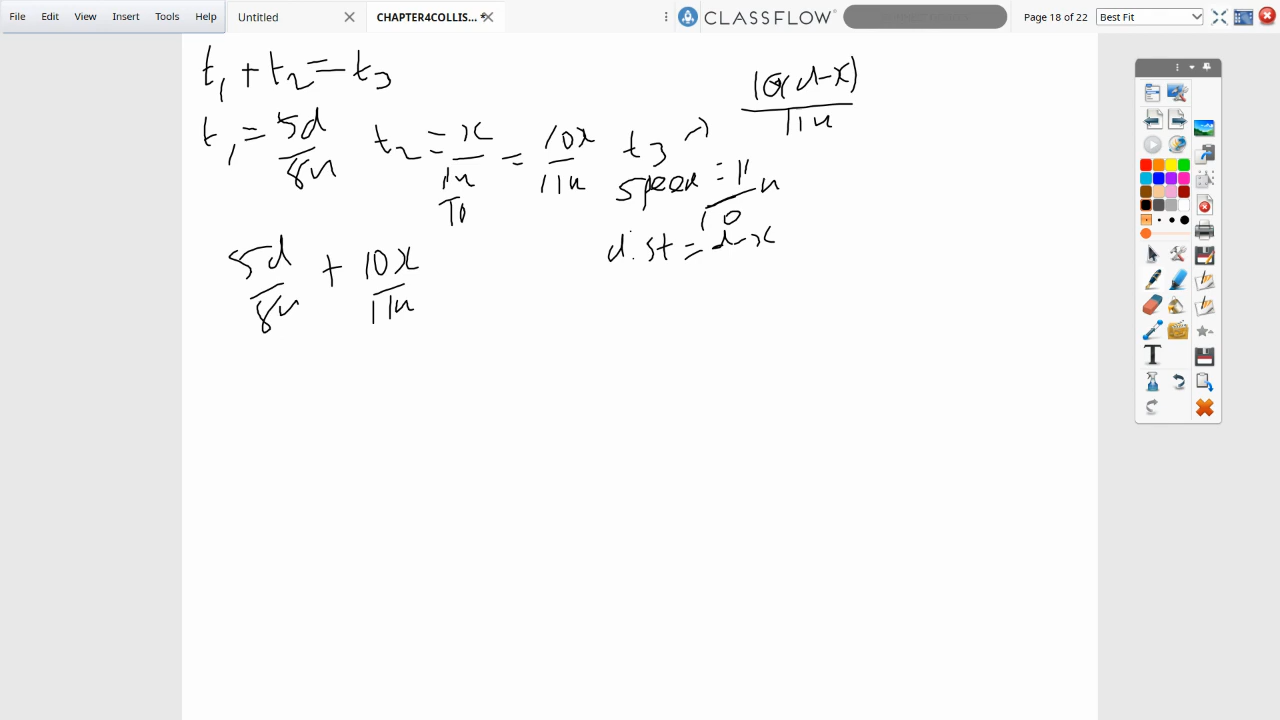 File Edit View Insert Tools Help Untitled CHAPTER4COLLIS... * CLASSFLOW Page 18 of 22 Best Fit
t1 + t2 = t3
10(d-x)/11u
t1 = 5d/8u t2 = x/(11u/10) = 10x/11u t3 →
speed = 11/10 u
dist = d-x
5d/8u + 10x/11u